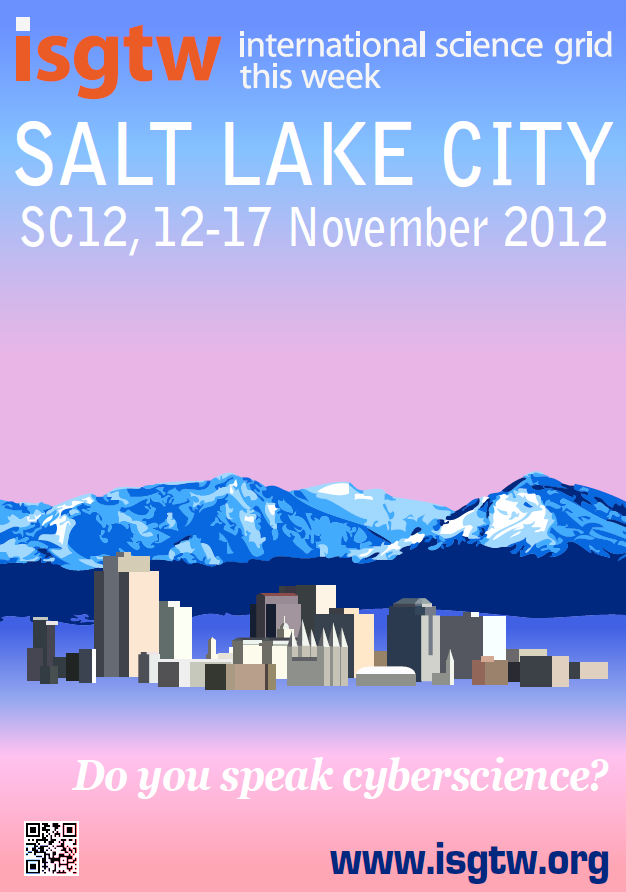 isgtw international science grid
this week
SALT LAKE CITY
SC12, 12-17 November 2012
Do you speak cyberscience?
www.isgtw.org